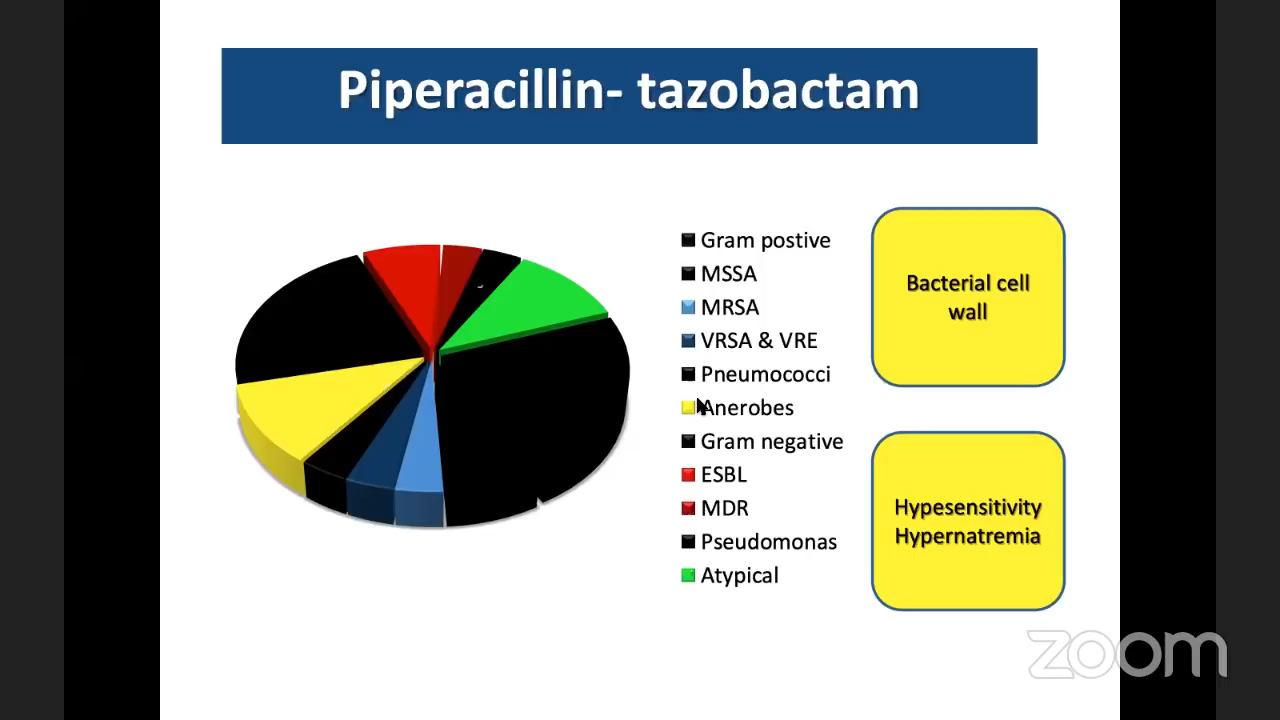 Piperacillin- tazobactam
Gram postive
MSSA
MRSA
VRSA & VRE
Pneumococci
Anerobes
Gram negative
ESBL
MDR
Pseudomonas
Atypical
Bacterial cell
wall
Hypesensitivity
Hypernatremia
zoom